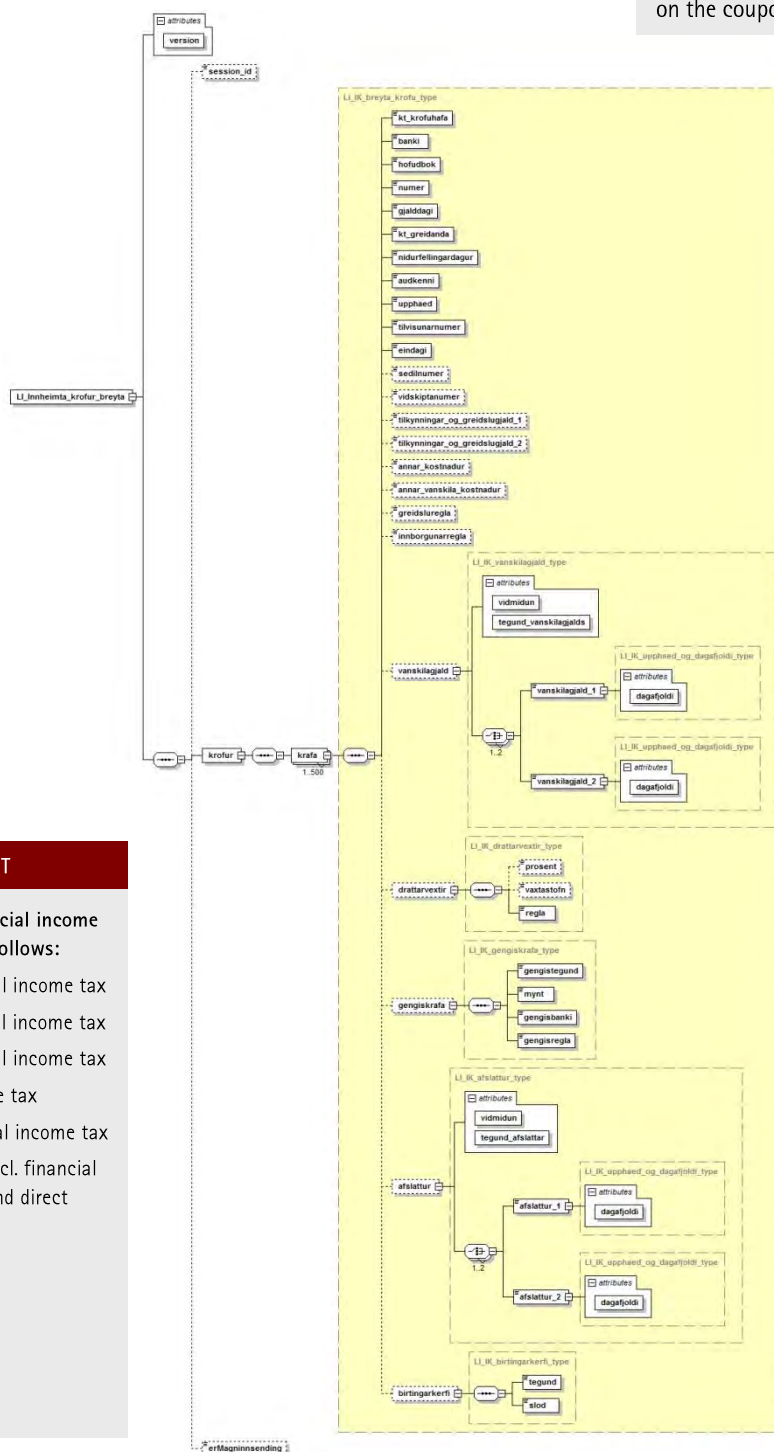 on the coupo
attributes
version
session_id
LI_IK_breyta_krofu_type
kt_krofuhafa
banki
hofudbok
numer
gjalddagi
kt_greidanda
nidurfellingardagur
audkenni
upphaed
tilvisunarnumer
eindagi
sedilnumer
LI_Innheimta_krofur_breyta
vidskiptanumer
tilkynningar_og_greidslugjald_1
tilkynningar_og_greidslugjald_2
annar_kostnadur
annar_vanskila_kostnadur
greidsluregla
innborgunarregla
LI_IK_vanskilagjald_type
attributes
vidmidun
tegund_vanskilagjalds
vanskilagjald
LI_IK_upphaed_og_dagafjoldi_type
attributes
vanskilagjald_1
dagafjoldi
1..2
LI_IK_upphaed_og_dagafjoldi_type
attributes
vanskilagjald_2
dagafjoldi
krofur
krafa
1..500
LI_IK_drattarvextir_type
prosent
drattarvextir
vaxtastofn
regla
LI_IK_gengiskrafa_type
gengistegund
mynt
gengiskrafa
gengisbanki
gengisregla
T
cial income
ollows:
l income tax
l income tax
l income tax
e tax
al income tax
cl. financial
nd direct
LI_IK_afslattur_type
attributes
vidmidun
tegund_afslattar
afslattur
LI_IK_upphaed_og_dagafjoldi_type
attributes
afslattur_1
dagafjoldi
1..2
LI_IK_upphaed_og_dagafjoldi_type
attributes
afslattur_2
dagafjoldi
LI_IK_birtingarkerfi_type
tegund
birtingarkerfi
slod
erMagninnsending